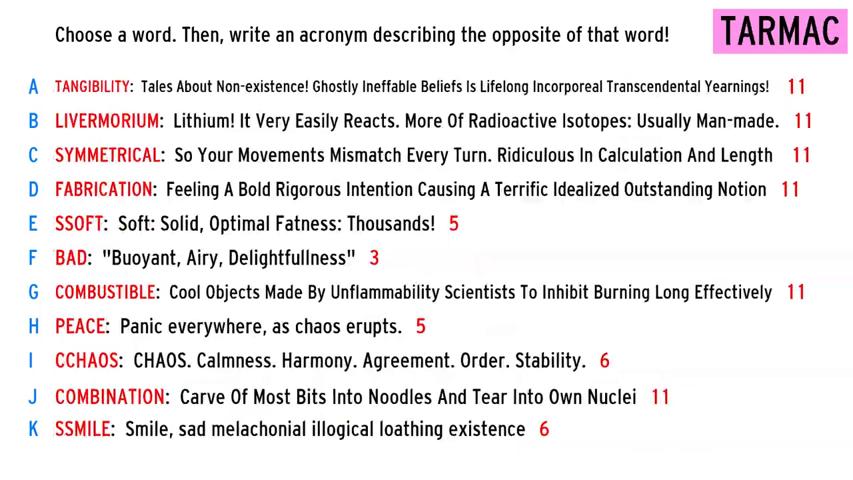 Choose a word. Then, write an acronym describing the opposite of that word!
TARMAC
A TANGIBILITY: Tales About Non-existence! Ghostly Ineffable Beliefs Is Lifelong Incorporeal Transcendental Yearnings! 11
B LIVERMORIUM: Lithium! It Very Easily Reacts. More Of Radioactive Isotopes: Usually Man-made. 11
C SYMMETRICAL: So Your Movements Mismatch Every Turn. Ridiculous In Calculation And Length 11
D FABRICATION: Feeling A Bold Rigorous Intention Causing A Terrific Idealized Outstanding Notion 11
E SSOFT: Soft: Solid, Optimal Fatness: Thousands! 5
F BAD: "Buoyant, Airy, Delightfullness" 3
G COMBUSTIBLE: Cool Objects Made By Unflammability Scientists To Inhibit Burning Long Effectively 11
H PEACE: Panic everywhere, as chaos erupts. 5
I CCHAOS: CHAOS. Calmness. Harmony. Agreement. Order. Stability. 6
J COMBINATION: Carve Of Most Bits Into Noodles And Tear Into Own Nuclei 11
K SSMILE: Smile, sad melachonial illogical loathing existence 6